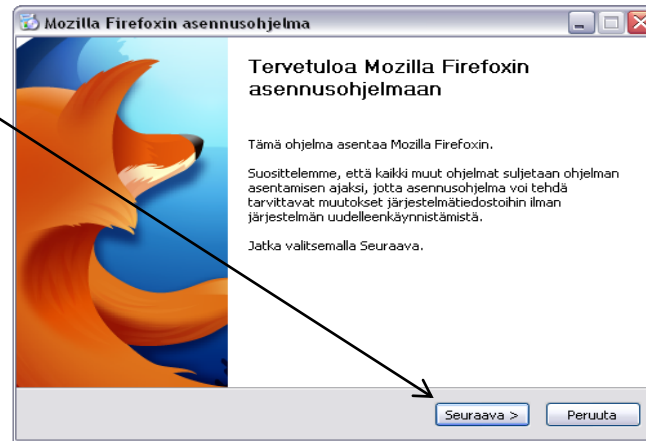 Mozilla Firefoxin asennusohjelma
Tervetuloa Mozilla Firefoxin
asennusohjelmaan
Tämä ohjelma asentaa Mozilla Firefoxin.
Suosittelemme, että kaikki muut ohjelmat suljetaan ohjelman
asentamisen ajaksi, jotta asennusohjelma voi tehdä
tarvittavat muutokset järjestelmätiedostoihin ilman
järjestelmän uudelleenkäynnistämistä.
Jatka valitsemalla Seuraava.
Seuraava > Peruuta